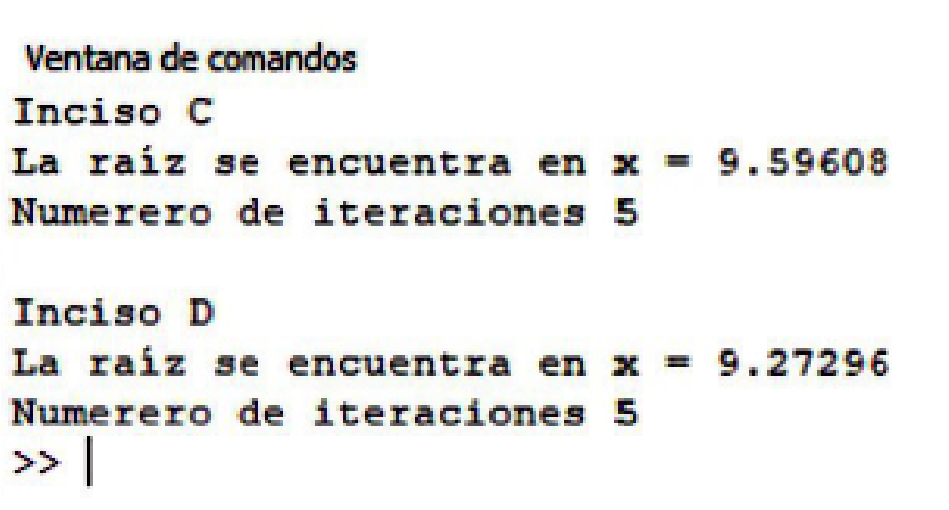 Ventana de comandos
Inciso C
La raíz se encuentra en x = 9.59608
Numerero de iteraciones 5
Inciso D
La raíz se encuentra en x = 9.27296
Numerero de iteraciones 5
>>